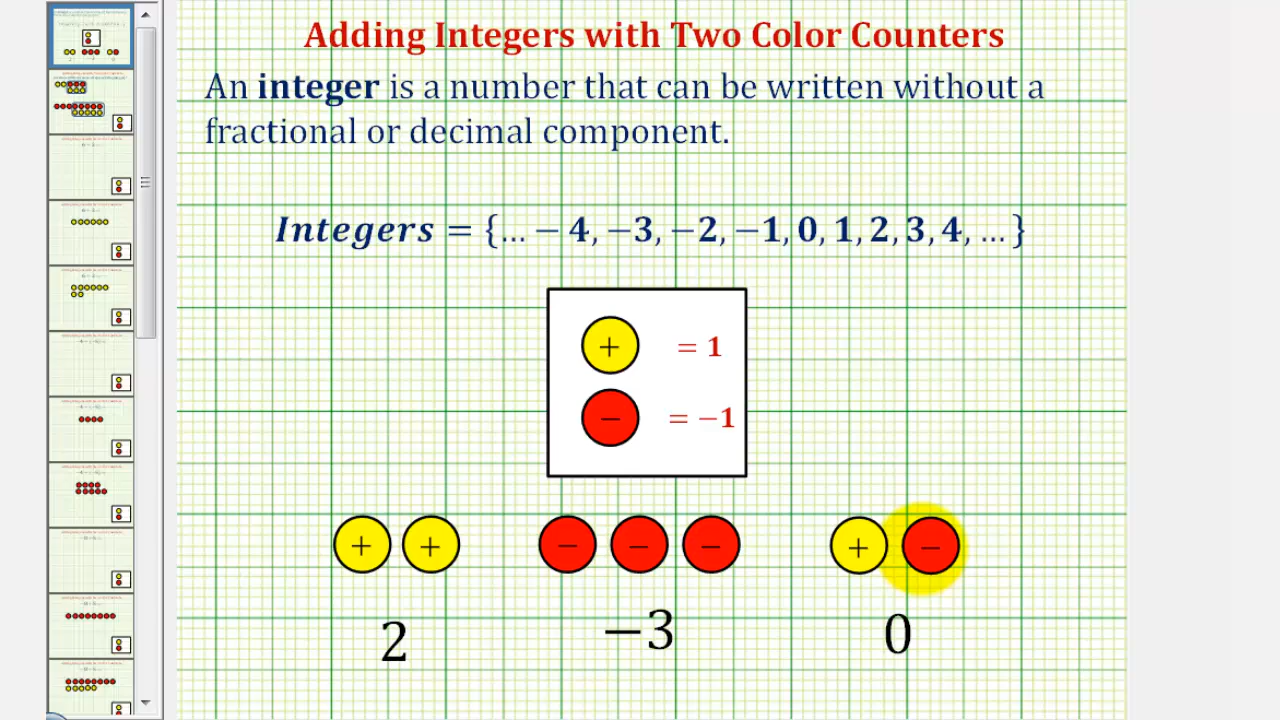 Adding Integers with Two Color Counters
An integer is a number that can be written without a
fractional or decimal component.
Integers = {… − 4, −3, −2, −1, 0, 1, 2, 3, 4, … }
+ = 1
− = −1
+ + − − − + −
2 −3 0